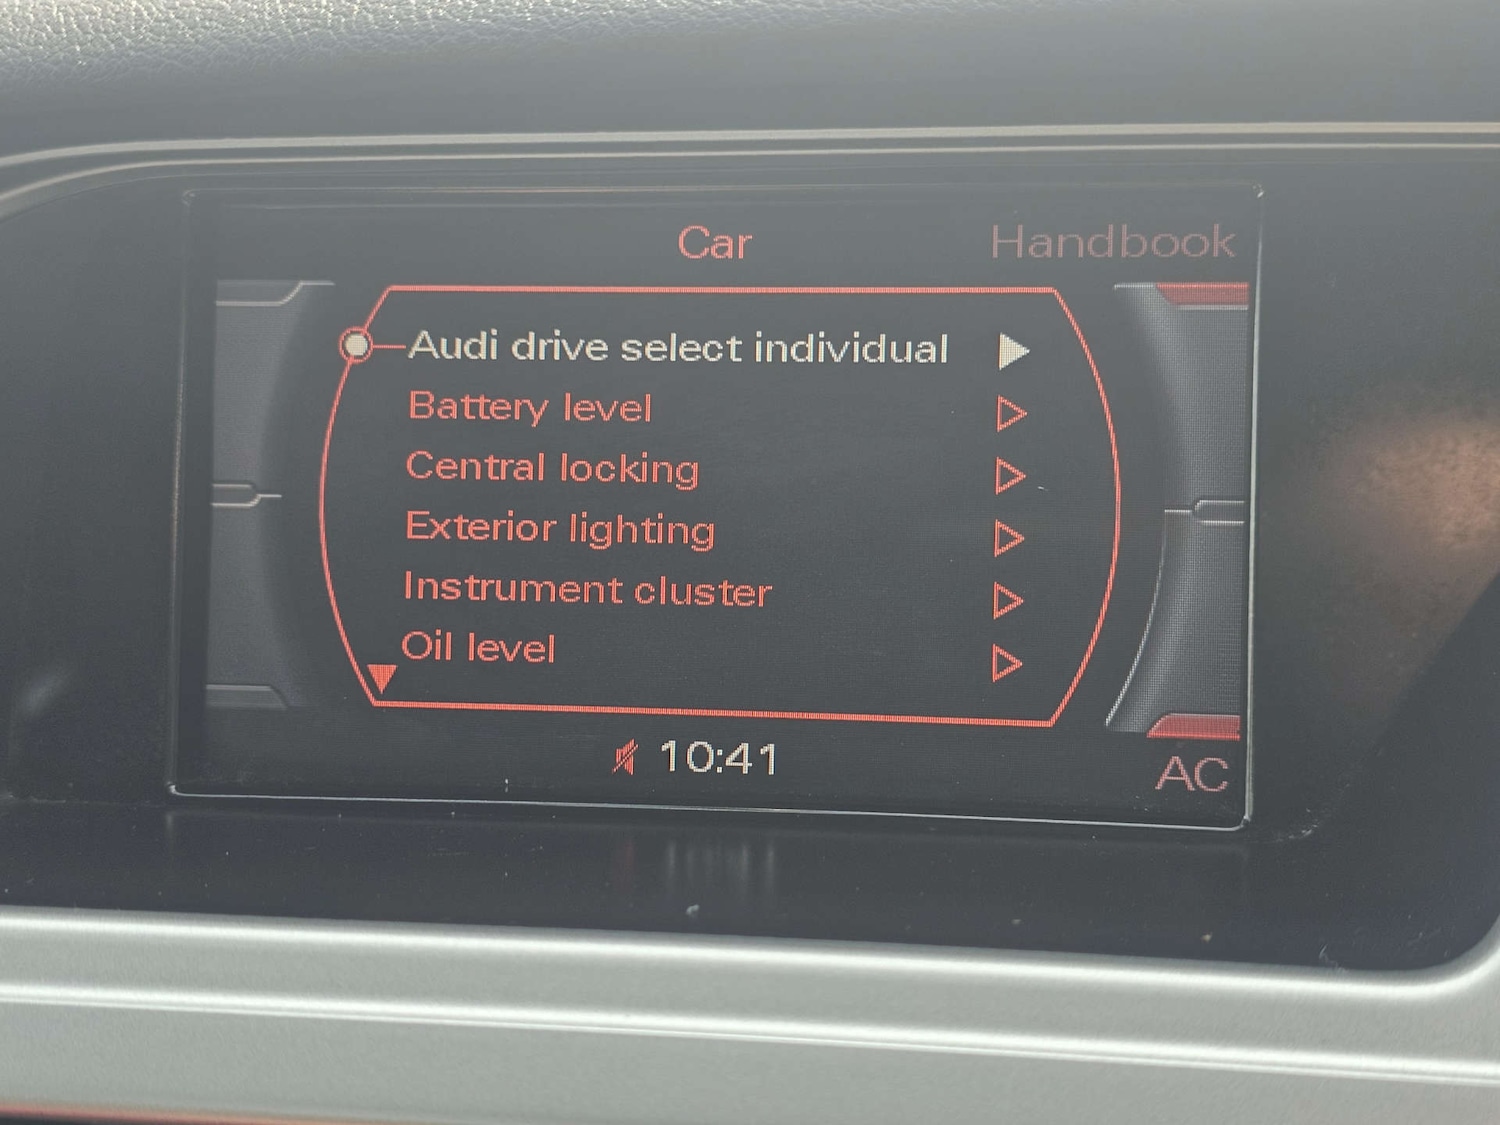 Car
Handbook
Audi drive select individual
Battery level
Central locking
Exterior lighting
Instrument cluster
Oil level
10:41
AC